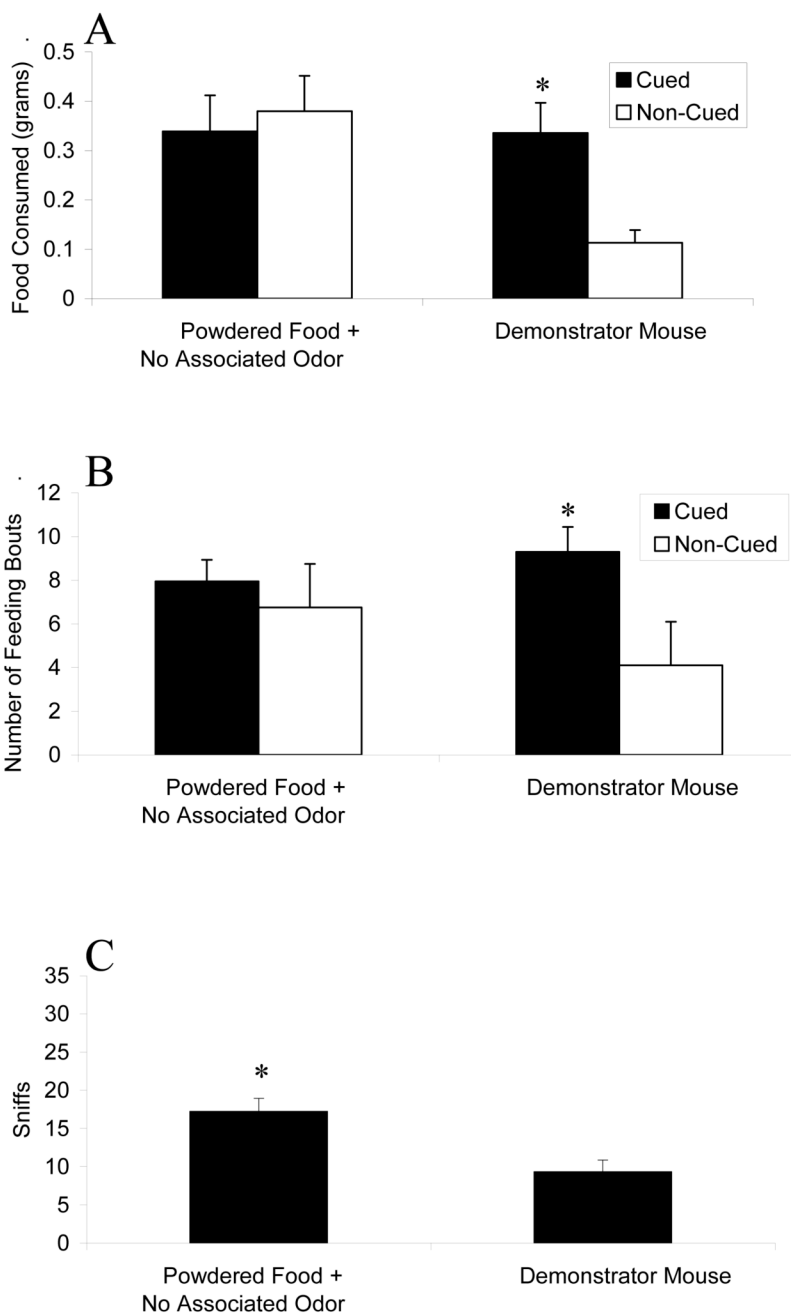 A
Food Consumed (grams)
0.5
0.4
0.3
0.2
0.1
0
*
Cued
Non-Cued
Powdered Food +
No Associated Odor
Demonstrator Mouse
B
Number of Feeding Bouts
12
10
8
6
4
2
0
*
Cued
Non-Cued
Powdered Food +
No Associated Odor
Demonstrator Mouse
C
Sniffs
35
30
25
20
15
10
5
0
*
Powdered Food +
No Associated Odor
Demonstrator Mouse